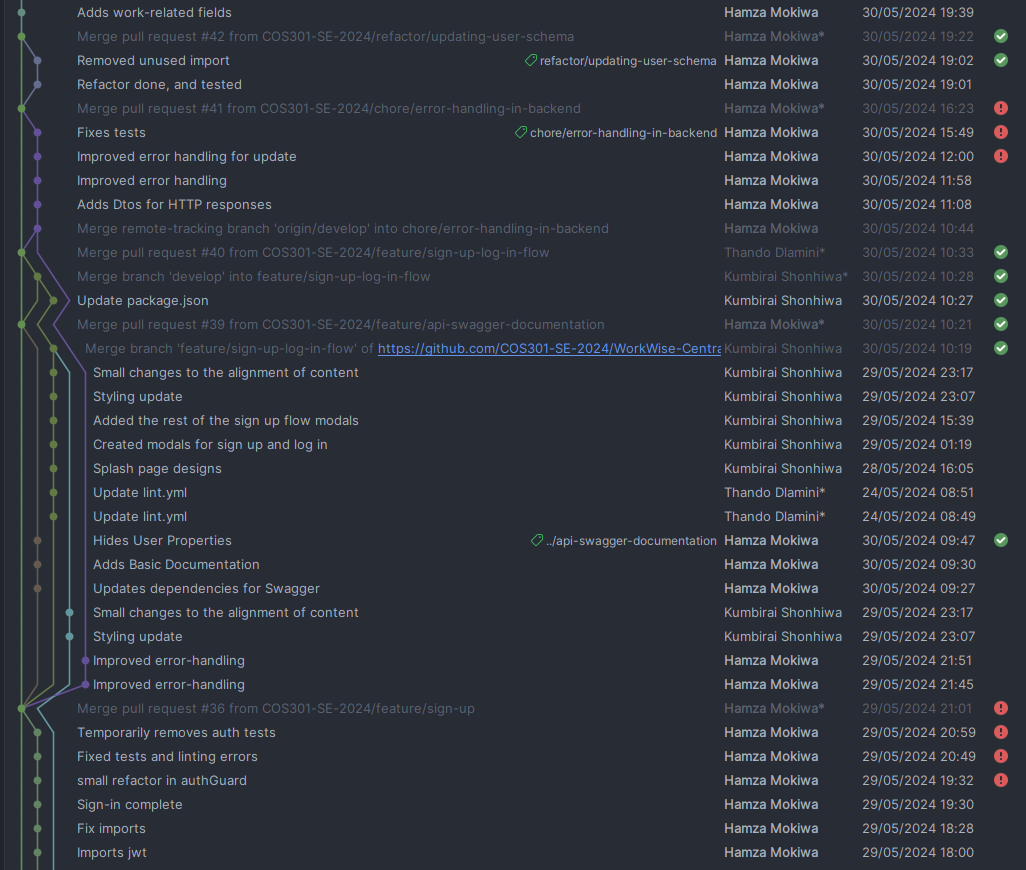 Adds work-related fields Hamza Mokiwa 30/05/2024 19:39
Merge pull request #42 from COS301-SE-2024/refactor/updating-user-schema Hamza Mokiwa* 30/05/2024 19:22
Removed unused import refactor/updating-user-schema Hamza Mokiwa 30/05/2024 19:02
Refactor done, and tested Hamza Mokiwa 30/05/2024 19:01
Merge pull request #41 from COS301-SE-2024/chore/error-handling-in-backend Hamza Mokiwa* 30/05/2024 16:23
Fixes tests chore/error-handling-in-backend Hamza Mokiwa 30/05/2024 15:49
Improved error handling for update Hamza Mokiwa 30/05/2024 12:00
Improved error handling Hamza Mokiwa 30/05/2024 11:58
Adds Dtos for HTTP responses Hamza Mokiwa 30/05/2024 11:08
Merge remote-tracking branch 'origin/develop' into chore/error-handling-in-backend Hamza Mokiwa 30/05/2024 10:44
Merge pull request #40 from COS301-SE-2024/feature/sign-up-log-in-flow Thando Dlamini* 30/05/2024 10:33
Merge branch 'develop' into feature/sign-up-log-in-flow Kumbirai Shonhiwa* 30/05/2024 10:28
Update package.json Kumbirai Shonhiwa 30/05/2024 10:27
Merge pull request #39 from COS301-SE-2024/feature/api-swagger-documentation Hamza Mokiwa* 30/05/2024 10:21
Merge branch 'feature/sign-up-log-in-flow' of https://github.com/COS301-SE-2024/WorkWise-Centra Kumbirai Shonhiwa 30/05/2024 10:19
Small changes to the alignment of content Kumbirai Shonhiwa 29/05/2024 23:17
Styling update Kumbirai Shonhiwa 29/05/2024 23:07
Added the rest of the sign up flow modals Kumbirai Shonhiwa 29/05/2024 15:39
Created modals for sign up and log in Kumbirai Shonhiwa 29/05/2024 01:19
Splash page designs Kumbirai Shonhiwa 28/05/2024 16:05
Update lint.yml Thando Dlamini* 24/05/2024 08:51
Update lint.yml Thando Dlamini* 24/05/2024 08:49
Hides User Properties ../api-swagger-documentation Hamza Mokiwa 30/05/2024 09:47
Adds Basic Documentation Hamza Mokiwa 30/05/2024 09:30
Updates dependencies for Swagger Hamza Mokiwa 30/05/2024 09:27
Small changes to the alignment of content Kumbirai Shonhiwa 29/05/2024 23:17
Styling update Kumbirai Shonhiwa 29/05/2024 23:07
Improved error-handling Hamza Mokiwa 29/05/2024 21:51
Improved error-handling Hamza Mokiwa 29/05/2024 21:45
Merge pull request #36 from COS301-SE-2024/feature/sign-up Hamza Mokiwa* 29/05/2024 21:01
Temporarily removes auth tests Hamza Mokiwa 29/05/2024 20:59
Fixed tests and linting errors Hamza Mokiwa 29/05/2024 20:49
small refactor in authGuard Hamza Mokiwa 29/05/2024 19:32
Sign-in complete Hamza Mokiwa 29/05/2024 19:30
Fix imports Hamza Mokiwa 29/05/2024 18:28
Imports jwt Hamza Mokiwa 29/05/2024 18:00